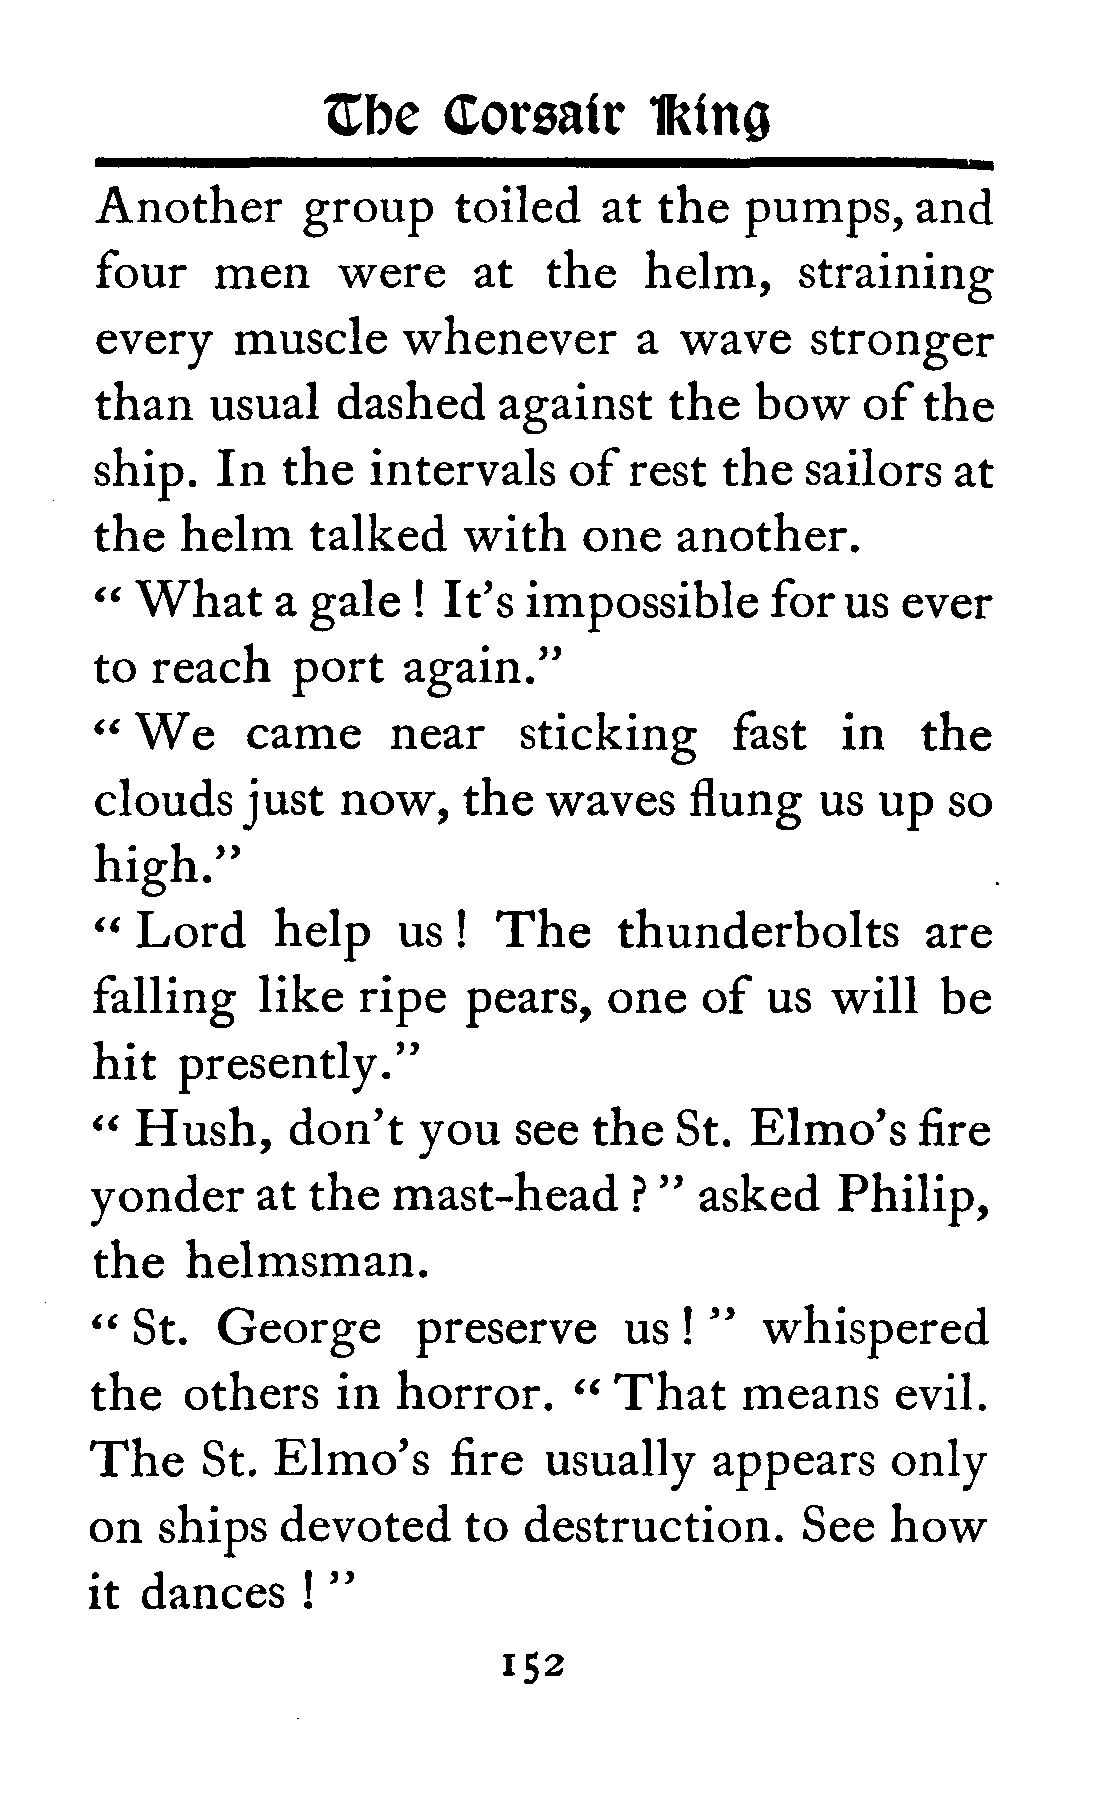 The Corsair King
Another group toiled at the pumps, and
four men were at the helm, straining
every muscle whenever a wave stronger
than usual dashed against the bow of the
ship. In the intervals of rest the sailors at
the helm talked with one another.
“ What a gale ! It’s impossible for us ever
to reach port again.”
“ We came near sticking fast in the
clouds just now, the waves flung us up so
high.”
“ Lord help us ! The thunderbolts are
falling like ripe pears, one of us will be
hit presently.”
“ Hush, don’t you see the St. Elmo’s fire
yonder at the mast-head ? ” asked Philip,
the helmsman.
“ St. George preserve us ! ” whispered
the others in horror. “ That means evil.
The St. Elmo’s fire usually appears only
on ships devoted to destruction. See how
it dances ! ”
152